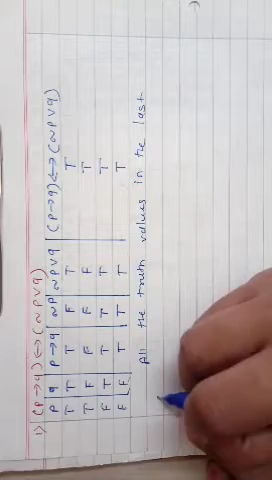 1) (P→q) ⟷ (~P∨q)
P q P→q ~P ~P∨q (P→q) ⟷ (~P∨q)
T T T F T T
T F F F F T
F T T T T T
F F T T T T
All the truth values in the last